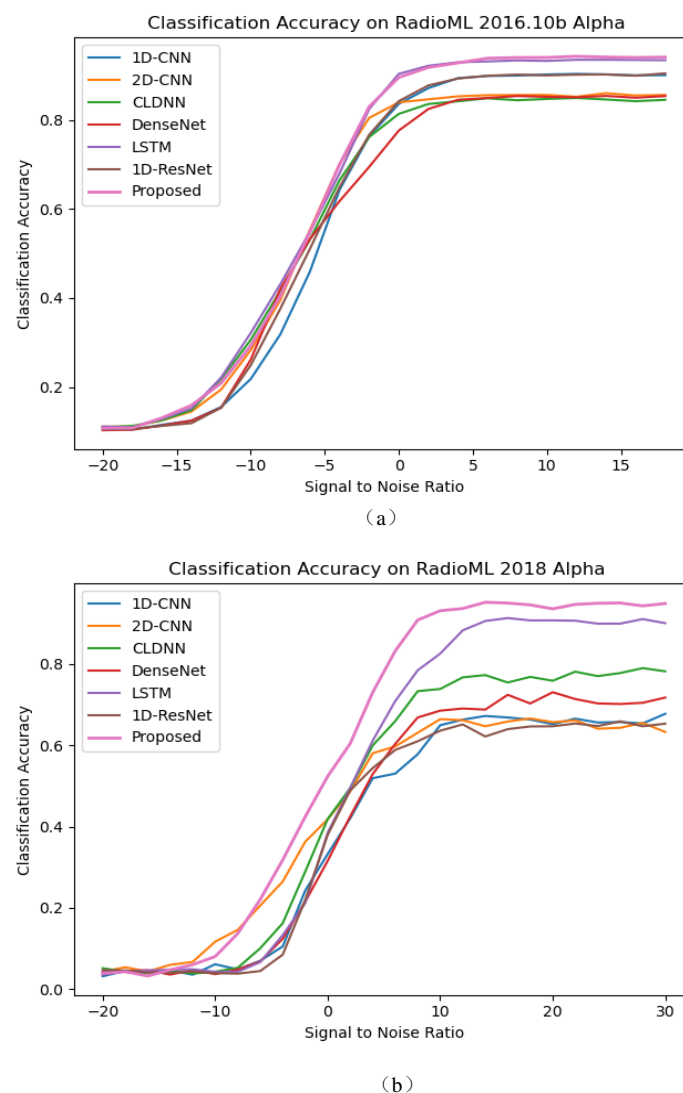 Classification Accuracy on RadioML 2016.10b Alpha
1D-CNN
2D-CNN
CLDNN
DenseNet
LSTM
1D-ResNet
Proposed
Classification Accuracy
0.8
0.6
0.4
0.2
−20
−15
−10
−5
0
5
10
15
Signal to Noise Ratio
（a）
Classification Accuracy on RadioML 2018 Alpha
1D-CNN
2D-CNN
CLDNN
DenseNet
LSTM
1D-ResNet
Proposed
Classification Accuracy
0.8
0.6
0.4
0.2
0.0
−20
−10
0
10
20
30
Signal to Noise Ratio
（b）